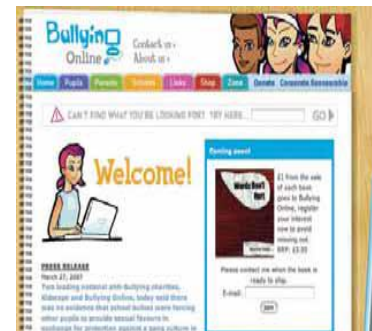 Bullying
Online
Contact us
About us
Home Pupils Parents Schools Links Shop Zone Donate Corporate Sponsorship
CAN'T FIND WHAT YOU'RE LOOKING FOR? TRY HERE... GO
Welcome!
Coming soon!
Words Don't
Hurt
£1 from the sale
of each book
goes to Bullying
Online, register
your interest
now to avoid
missing out.
RRP: £3.99
Please contact me when the book is
ready to ship.
E-mail:
PRESS RELEASE
March 27, 2007
Two leading national anti-bullying charities,
Kidscape and Bullying Online, today said there
was no evidence that school bullies were forcing
other pupils to provide sexual favours in
exchange for protection against a gang culture in